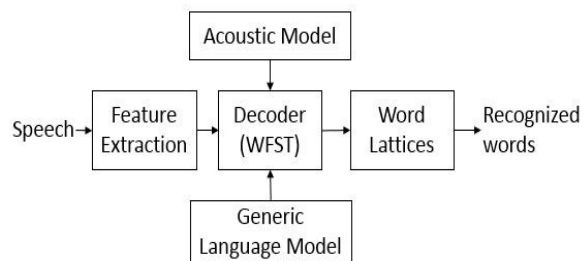 Acoustic Model
Speech
Feature
Extraction
Decoder
(WFST)
Word
Lattices
Recognized
words
Generic
Language Model